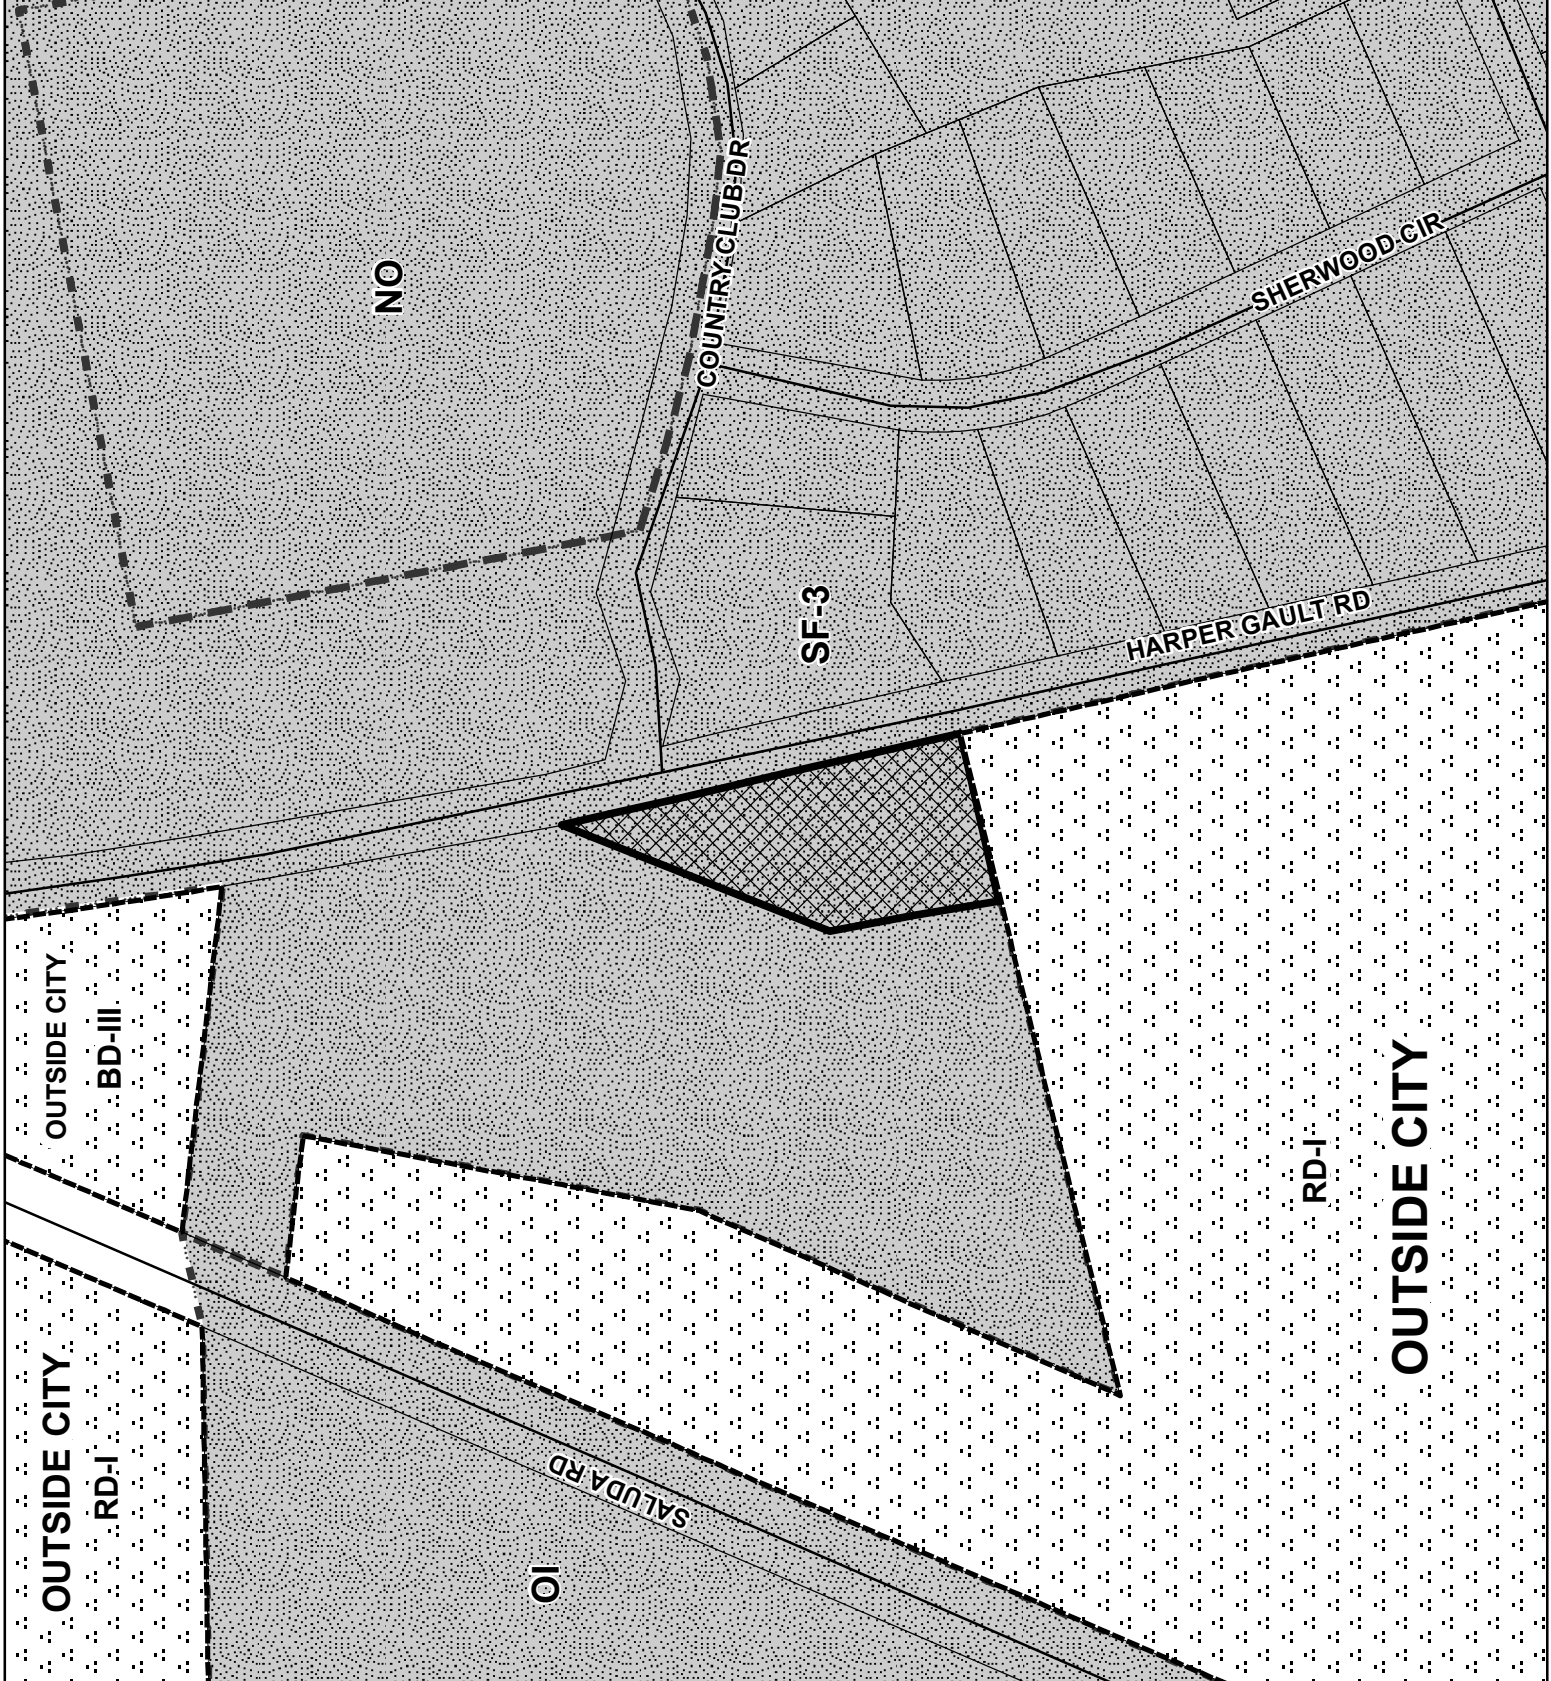 NO
COUNTRY CLUB DR
SHERWOOD CIR
SF-3
HARPER GAULT RD
OUTSIDE CITY
BD-III
RD-I
OUTSIDE CITY
OUTSIDE CITY
RD-I
SALUDA RD
OI